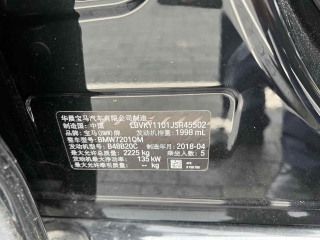 华晨宝马汽车有限公司制造
制造国：中国 LBVKY1101JSR45502
品牌：宝马(BMW)牌 发动机排量：1998 mL
整车型号：BMW7201QM
发动机型号：B48B20C 制造年月：2018-04
最大允许总质量：2225 kg 乘坐人数：5
发动机最大净功率：135 kW
最大允许牵引质量：-- kg